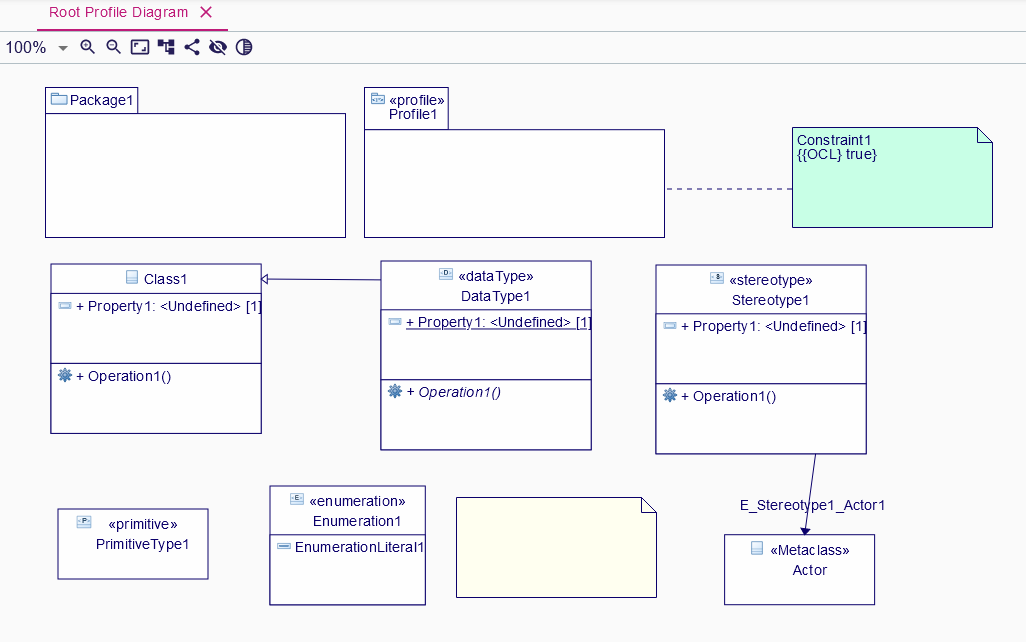 Root Profile Diagram
100%
Package1
«profile»
Profile1
Constraint1
{{OCL} true}
Class1
+ Property1: <Undefined> [1]
+ Operation1()
«dataType»
DataType1
+ Property1: <Undefined> [1]
+ Operation1()
«stereotype»
Stereotype1
+ Property1: <Undefined> [1]
+ Operation1()
«primitive»
PrimitiveType1
«enumeration»
Enumeration1
EnumerationLiteral1
E_Stereotype1_Actor1
«Metaclass»
Actor